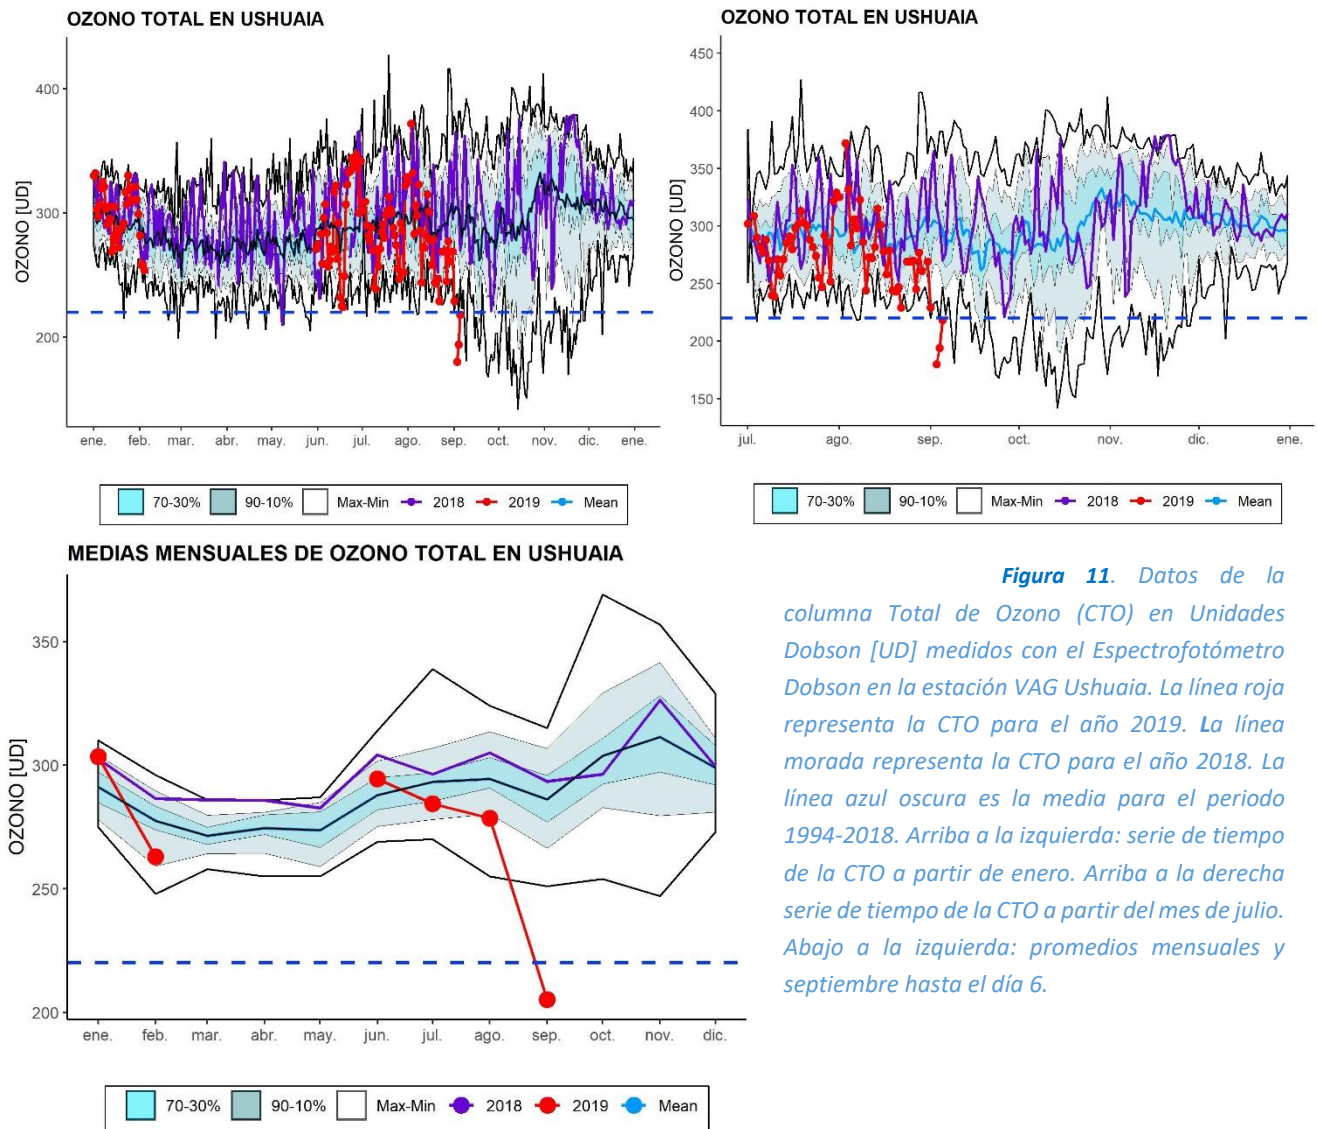 OZONO TOTAL EN USHUAIA
OZONO [UD]
400
300
200
ene. feb. mar. abr. may. jun. jul. ago. sep. oct. nov. dic. ene.
70-30% 90-10% Max-Min 2018 2019 Mean
OZONO TOTAL EN USHUAIA
OZONO [UD]
450
400
350
300
250
200
150
jul. ago. sep. oct. nov. dic. ene.
70-30% 90-10% Max-Min 2018 2019 Mean
MEDIAS MENSUALES DE OZONO TOTAL EN USHUAIA
OZONO [UD]
350
300
250
200
ene. feb. mar. abr. may. jun. jul. ago. sep. oct. nov. dic.
70-30% 90-10% Max-Min 2018 2019 Mean
Figura 11. Datos de la
columna Total de Ozono (CTO) en Unidades
Dobson [UD] medidos con el Espectrofotómetro
Dobson en la estación VAG Ushuaia. La línea roja
representa la CTO para el año 2019. La línea
morada representa la CTO para el año 2018. La
línea azul oscura es la media para el periodo
1994-2018. Arriba a la izquierda: serie de tiempo
de la CTO a partir de enero. Arriba a la derecha
serie de tiempo de la CTO a partir del mes de julio.
Abajo a la izquierda: promedios mensuales y
septiembre hasta el día 6.